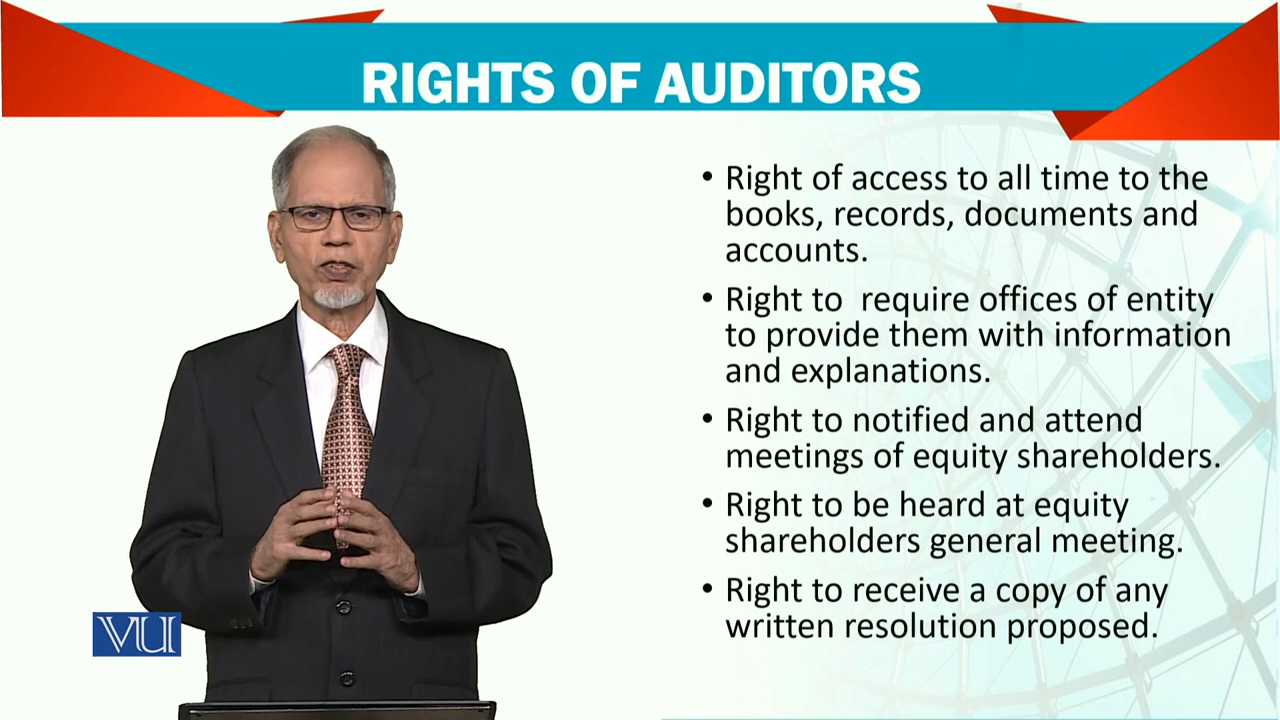 RIGHTS OF AUDITORS
• Right of access to all time to the
books, records, documents and
accounts.
• Right to  require offices of entity
to provide them with information
and explanations.
• Right to notified and attend
meetings of equity shareholders.
• Right to be heard at equity
shareholders general meeting.
• Right to receive a copy of any
written resolution proposed.
VU